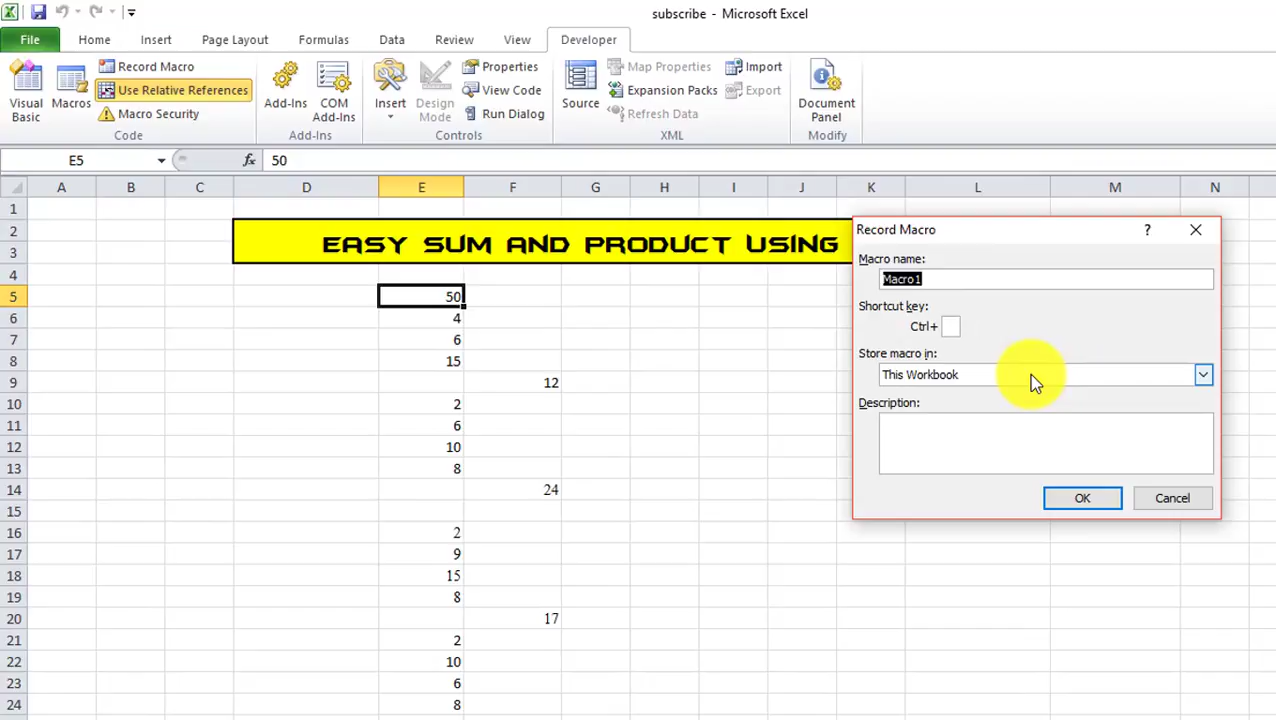 subscribe - Microsoft Excel
File Home Insert Page Layout Formulas Data Review View Developer
Visual Basic
Macros
Record Macro
Use Relative References
Macro Security
Code
Add-Ins
COM Add-Ins
Add-Ins
Insert
Design Mode
Properties
View Code
Run Dialog
Controls
Source
Map Properties
Expansion Packs
Refresh Data
Import
Export
XML
Document Panel
Modify
E5 fx 50
A B C D E F G H I J K L M N
1
2
3
EASY SUM AND PRODUCT USING
4
5 50
6 4
7 6
8 15
9 12
10 2
11 6
12 10
13 8
14 24
15
16 2
17 9
18 15
19 8
20 17
21 2
22 10
23 6
24 8
Record Macro ?
Macro name:
Macro1
Shortcut key:
Ctrl+
Store macro in:
This Workbook
Description:
OK Cancel